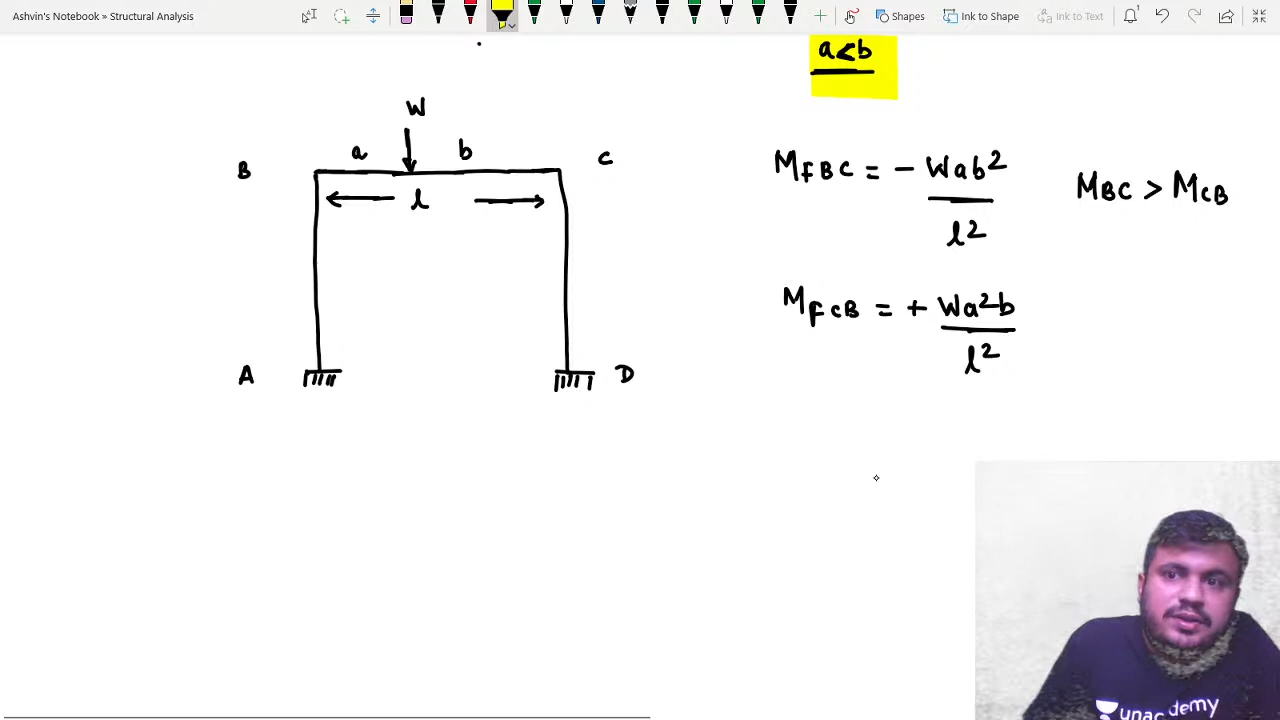 Ashvin's Notebook » Structural Analysis
Shapes
Ink to Shape
Ink to Text
a<b
W
a b
B
C
l
A
D
MFBC = - Wab²
l²
MBC > MCB
MFCB = + Wa²b
l²
unacademy